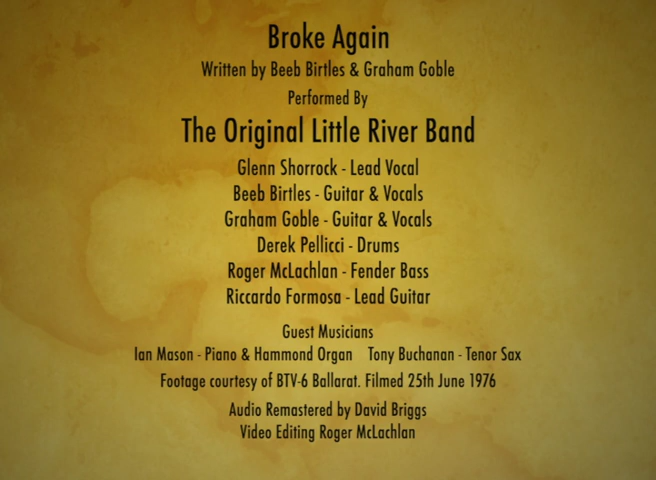 Broke Again
Written by Beeb Birtles & Graham Goble
Performed By
The Original Little River Band
Glenn Shorrock - Lead Vocal
Beeb Birtles - Guitar & Vocals
Graham Goble - Guitar & Vocals
Derek Pellicci - Drums
Roger McLachlan - Fender Bass
Riccardo Formosa - Lead Guitar
Guest Musicians
Ian Mason - Piano & Hammond Organ Tony Buchanan - Tenor Sax
Footage courtesy of BTV-6 Ballarat. Filmed 25th June 1976
Audio Remastered by David Briggs
Video Editing Roger McLachlan